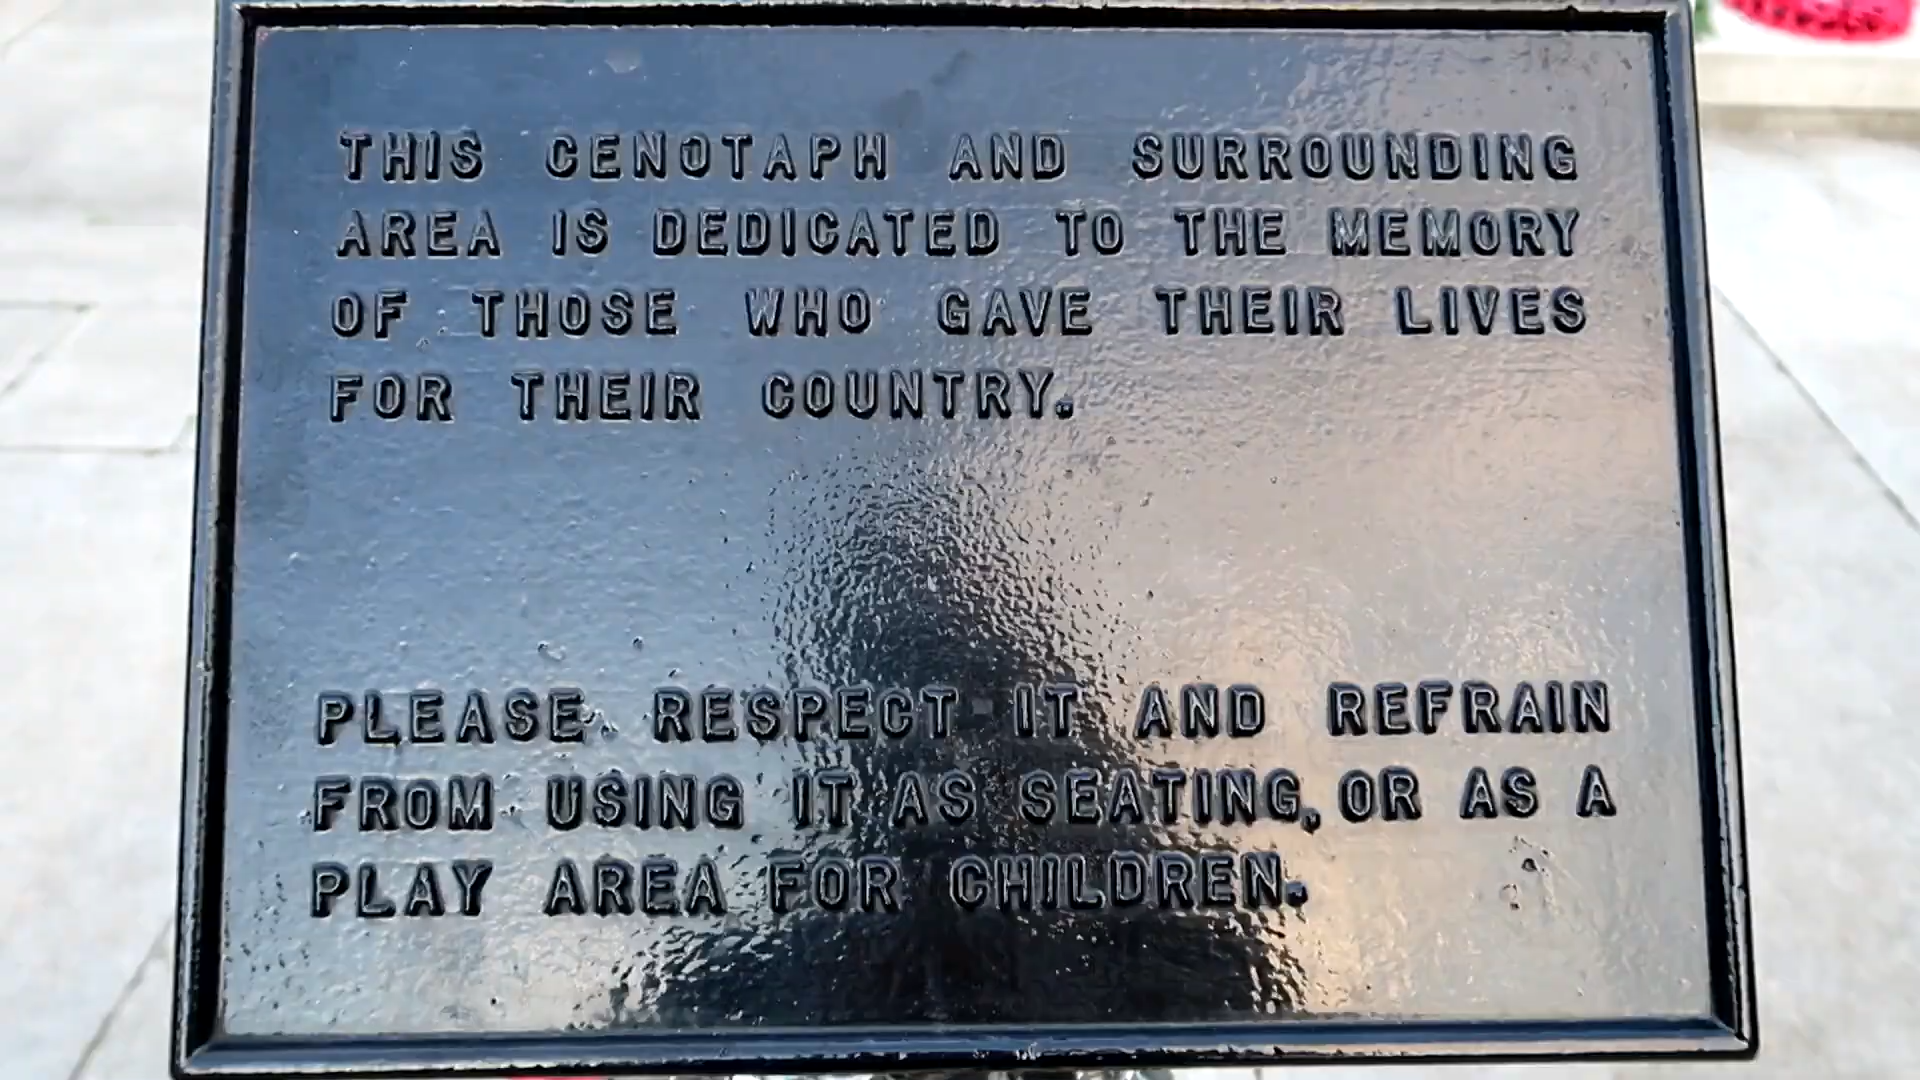 THIS CENOTAPH AND SURROUNDING
AREA IS DEDICATED TO THE MEMORY
OF THOSE WHO GAVE THEIR LIVES
FOR THEIR COUNTRY.
PLEASE RESPECT IT AND REFRAIN
FROM USING IT AS SEATING, OR AS A
PLAY AREA FOR CHILDREN.